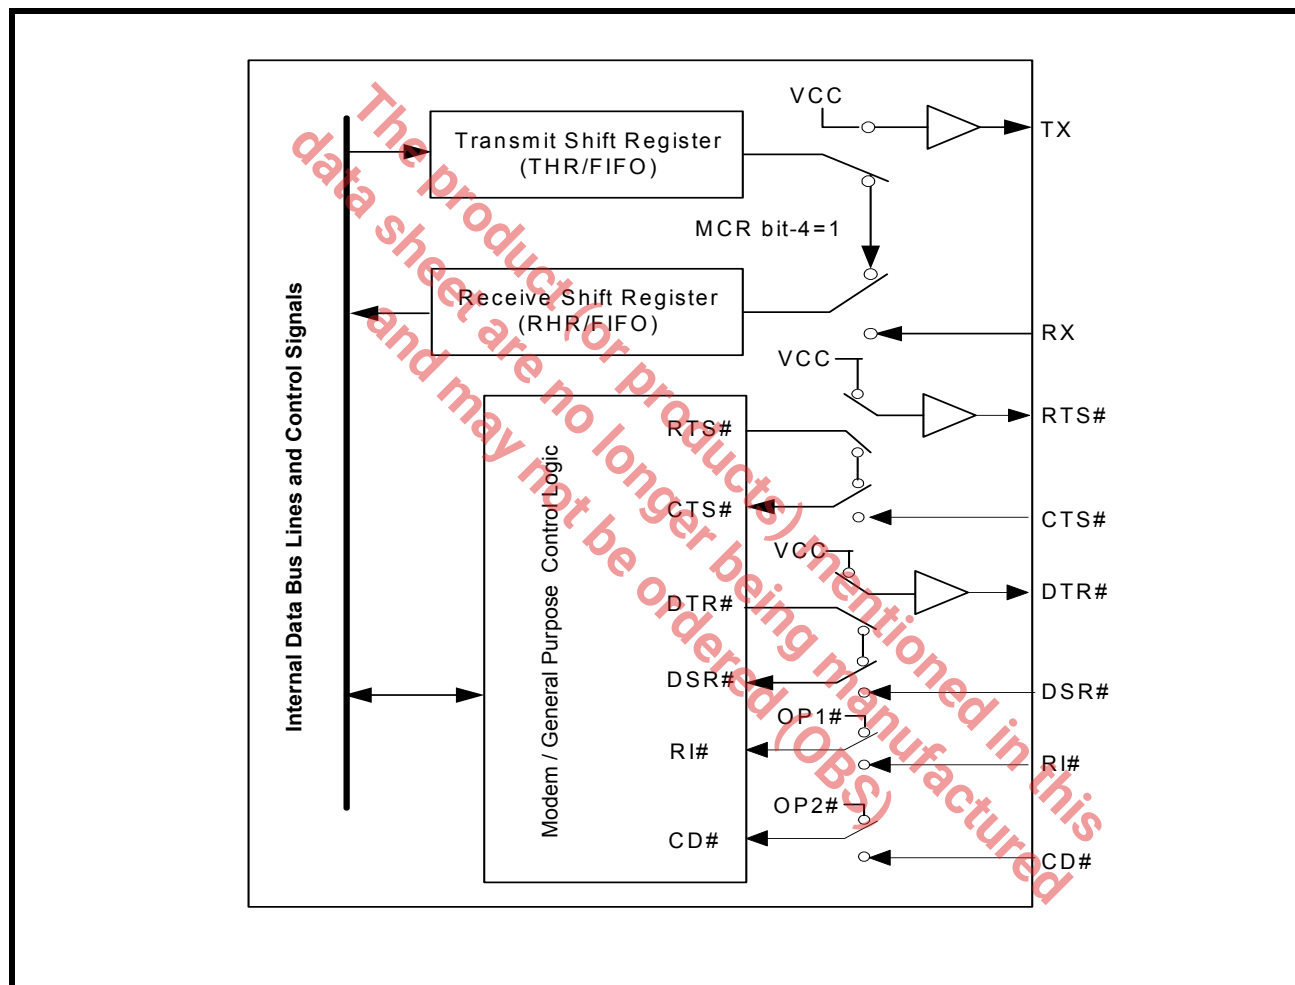 VCC
TX
Transmit Shift Register
(THR/FIFO)
MCR bit-4=1
Receive Shift Register
(RHR/FIFO)
RX
VCC
RTS#
RTS#
CTS#
CTS#
VCC
DTR#
DTR#
DSR#
DSR#
OP1#
RI#
RI#
OP2#
CD#
CD#
Internal Data Bus Lines and Control Signals
Modem / General Purpose Control Logic
The product (or products) mentioned in this
data sheet are no longer being manufactured
and may not be ordered (OBS)